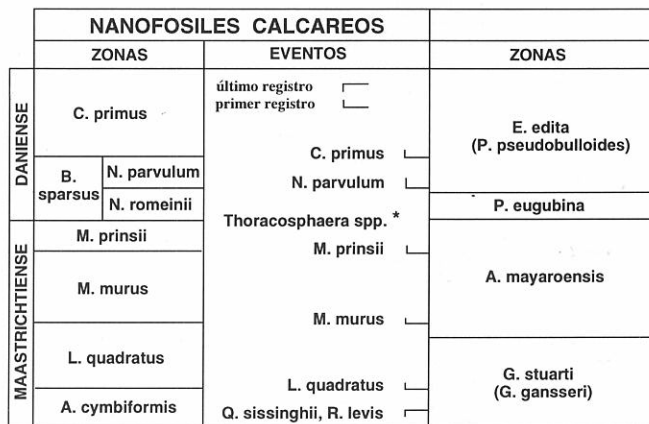 NANOFOSILES CALCAREOS
ZONAS EVENTOS ZONAS
último registro
primer registro
DANIENSE
C. primus
E. edita
(P. pseudobulloides)
C. primus
B.
sparsus
N. parvulum
N. parvulum
N. romeinii
P. eugubina
Thoracosphaera spp. *
MAASTRICHTIENSE
M. prinsii
M. prinsii
A. mayaroensis
M. murus
M. murus
L. quadratus
G. stuarti
(G. gansseri)
L. quadratus
A. cymbiformis
Q. sissinghii, R. levis